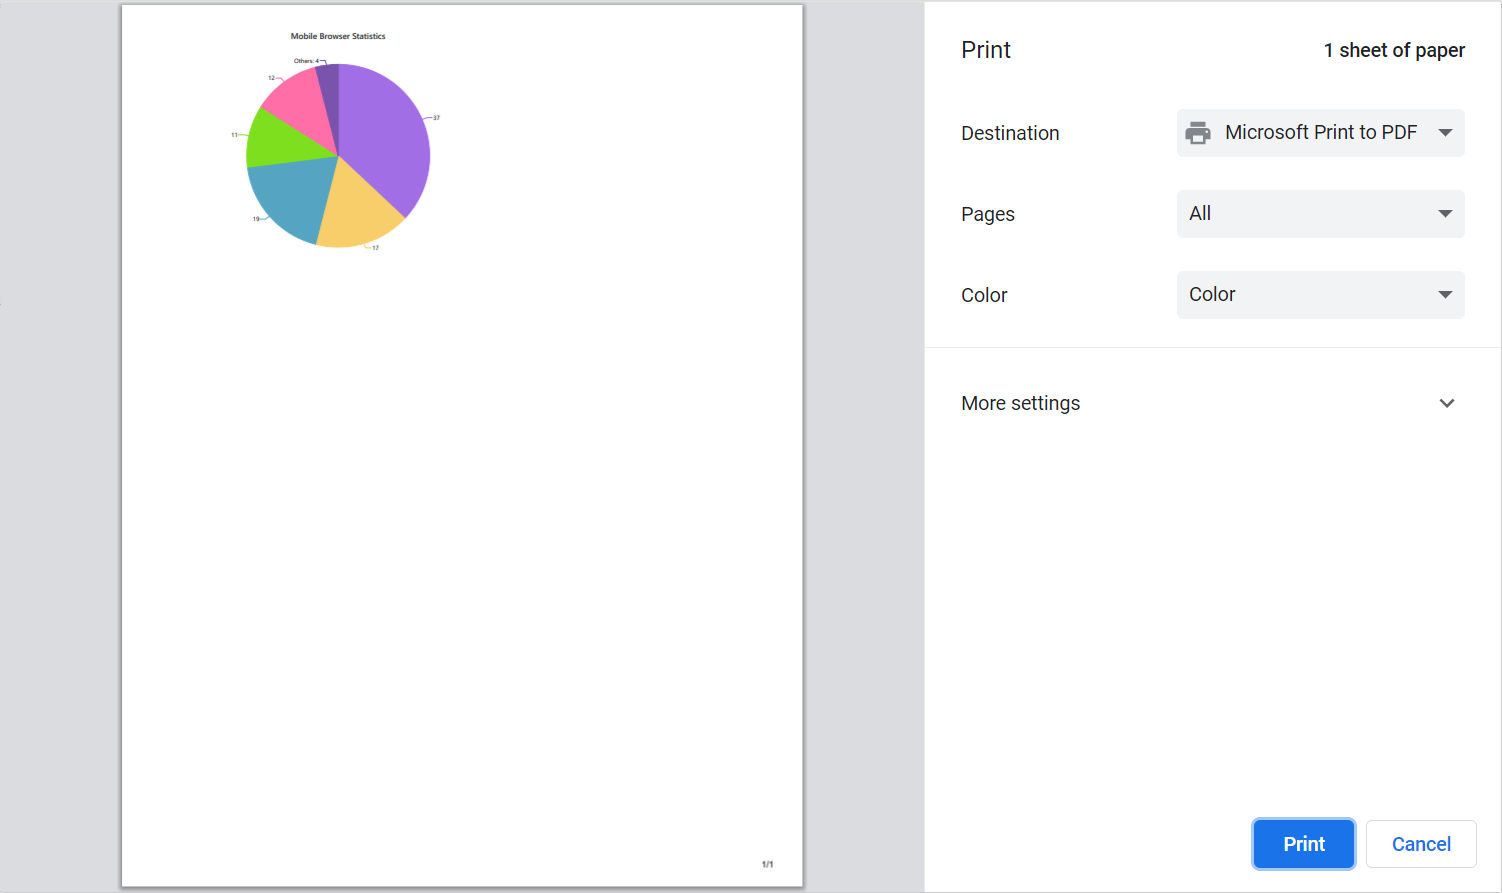 Mobile Browser Statistics
Others: 4
12
37
11
19
17
1/1
Print
1 sheet of paper
Destination
Microsoft Print to PDF
Pages
All
Color
Color
More settings
Print
Cancel